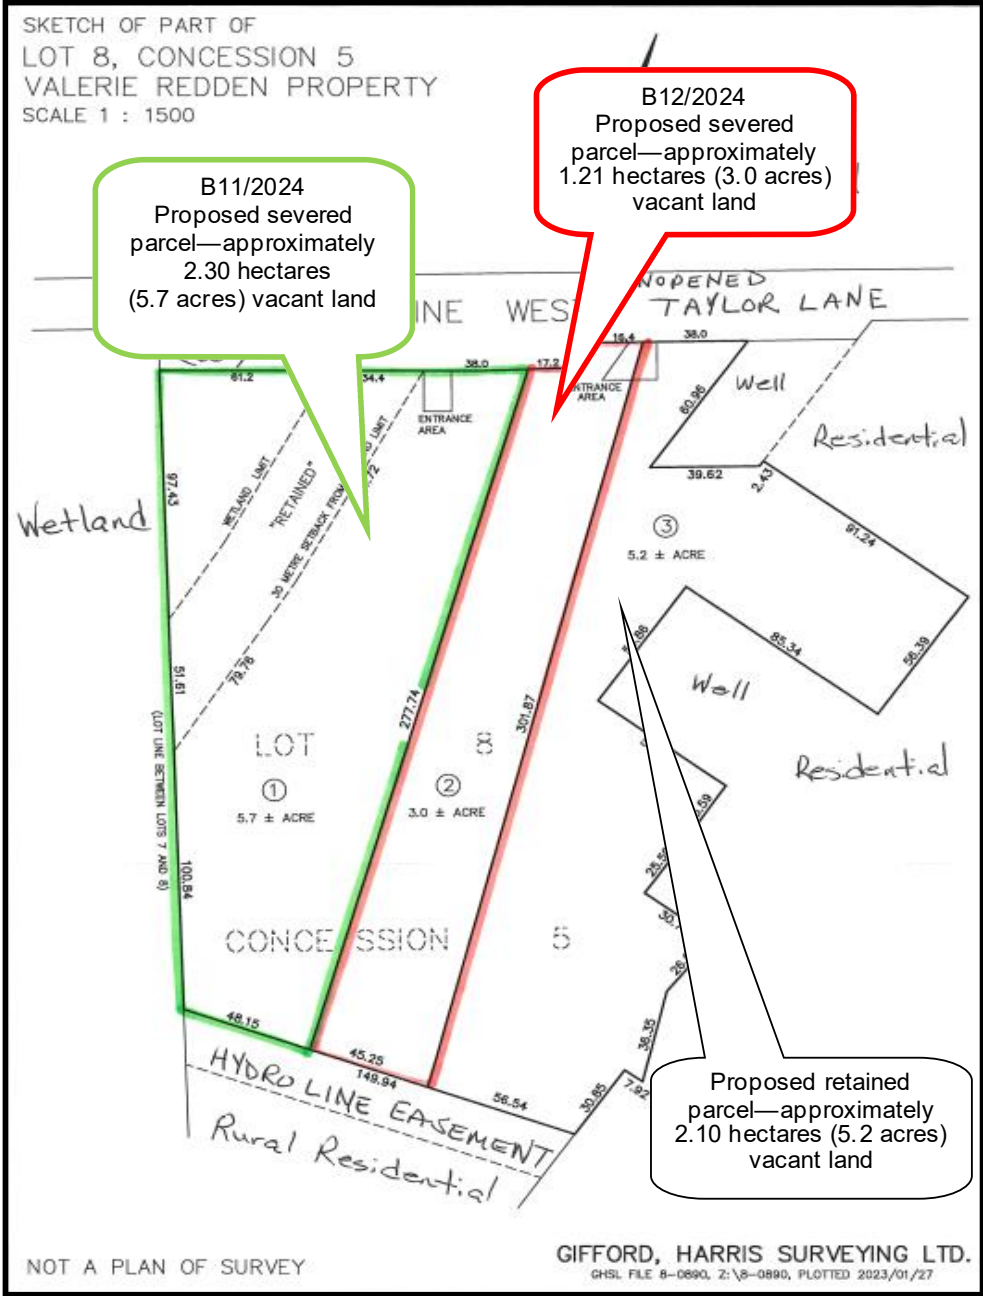 SKETCH OF PART OF
LOT 8, CONCESSION 5
VALERIE REDDEN PROPERTY
SCALE 1 : 1500
B12/2024
Proposed severed
parcel—approximately
1.21 hectares (3.0 acres)
vacant land
B11/2024
Proposed severed
parcel—approximately
2.30 hectares
(5.7 acres) vacant land
TAYLOR LANE
61.2
34.4
38.0
17.2
15.4
38.0
ENTRANCE
AREA
AREA
Well
Residential
60.96
39.62
2.43
91.24
56.39
85.34
Wetland
97.43
WETLAND LIMIT
"RETAINED"
30 METRE SETBACK FROM
79.76
51.61
(LOT LINE BETWEEN LOTS 7 AND 8)
100.84
277.74
301.87
3
5.2 ± ACRE
Well
Residential
LOT 8
1
5.7 ± ACRE
2
3.0 ± ACRE
CONCESSION 5
48.15
45.25
149.94
56.54
30.85
7.92
36.35
HYDRO LINE EASEMENT
Rural Residential
Proposed retained
parcel—approximately
2.10 hectares (5.2 acres)
vacant land
NOT A PLAN OF SURVEY
GIFFORD, HARRIS SURVEYING LTD.
GHSL FILE 8-0890, Z:\8-0890, PLOTTED 2023/01/27